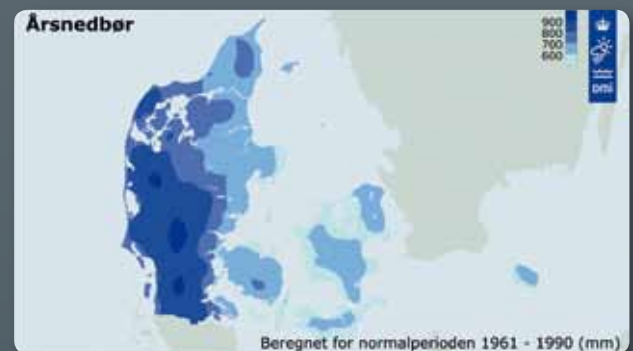 Årsnedbør
900
800
700
600
DMI
Beregnet for normalperioden 1961 - 1990 (mm)